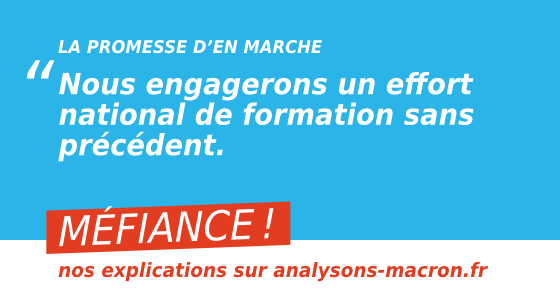 LA PROMESSE D’EN MARCHE
“Nous engagerons un effort
national de formation sans
précédent.
MÉFIANCE !
nos explications sur analysons-macron.fr